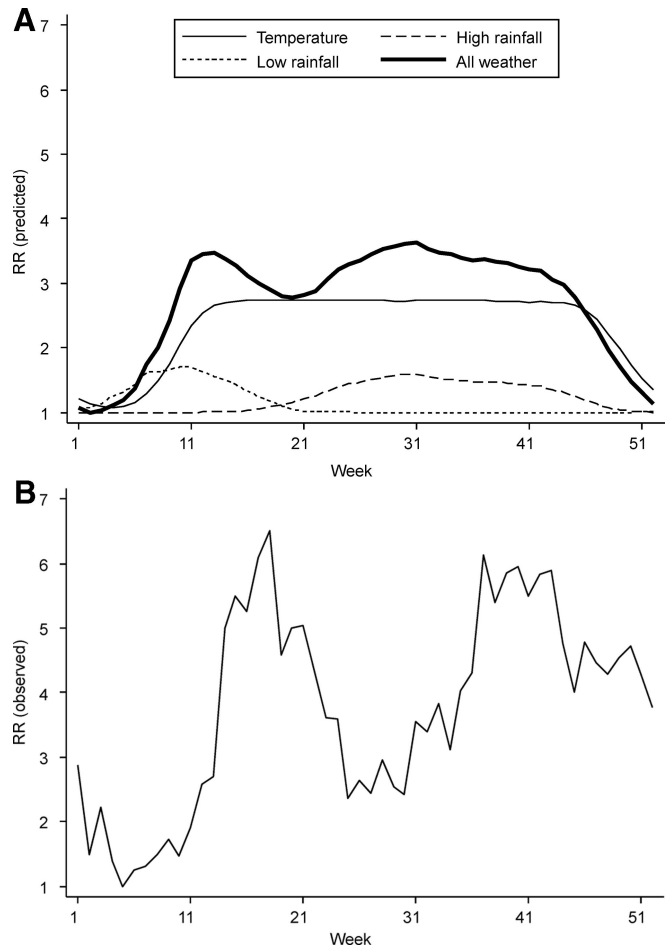 A
Temperature
High rainfall
Low rainfall
All weather
7
6
5
4
3
2
1
RR (predicted)
1 11 21 31 41 51
Week
B
7
6
5
4
3
2
1
RR (observed)
1 11 21 31 41 51
Week